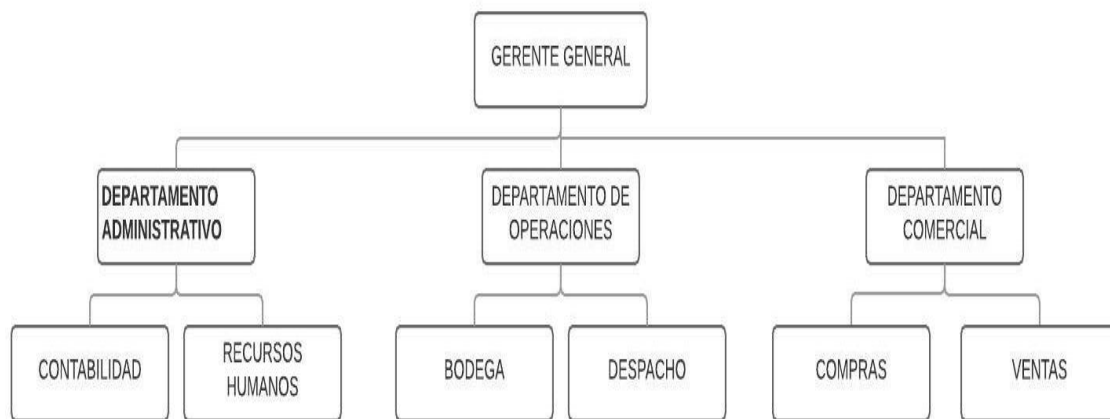 GERENTE GENERAL
DEPARTAMENTO
ADMINISTRATIVO
DEPARTAMENTO DE
OPERACIONES
DEPARTAMENTO
COMERCIAL
CONTABILIDAD
RECURSOS
HUMANOS
BODEGA
DESPACHO
COMPRAS
VENTAS